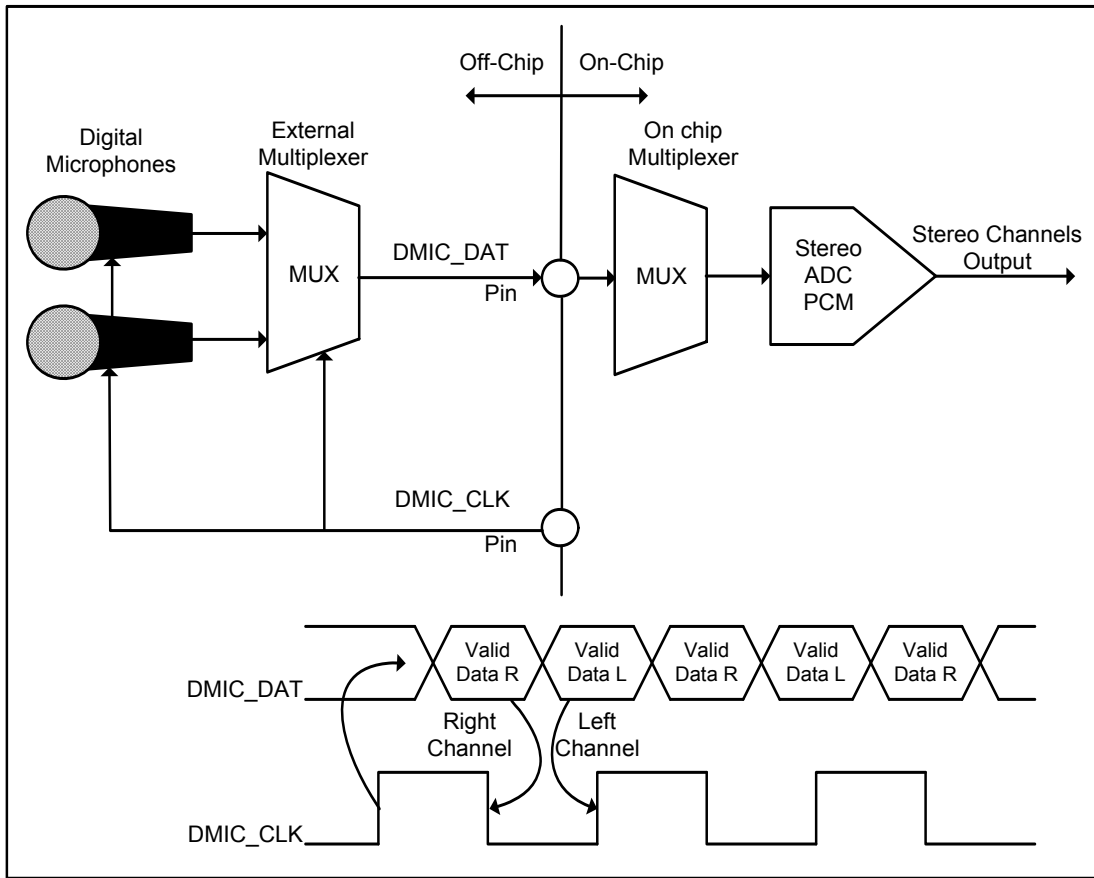 Off-Chip
On-Chip
Digital
Microphones
External
Multiplexer
On chip
Multiplexer
MUX
DMIC_DAT
Pin
MUX
Stereo
ADC
PCM
Stereo Channels
Output
DMIC_CLK
Pin
DMIC_DAT
Valid
Data R
Valid
Data L
Valid
Data R
Valid
Data L
Valid
Data R
Right
Channel
Left
Channel
DMIC_CLK